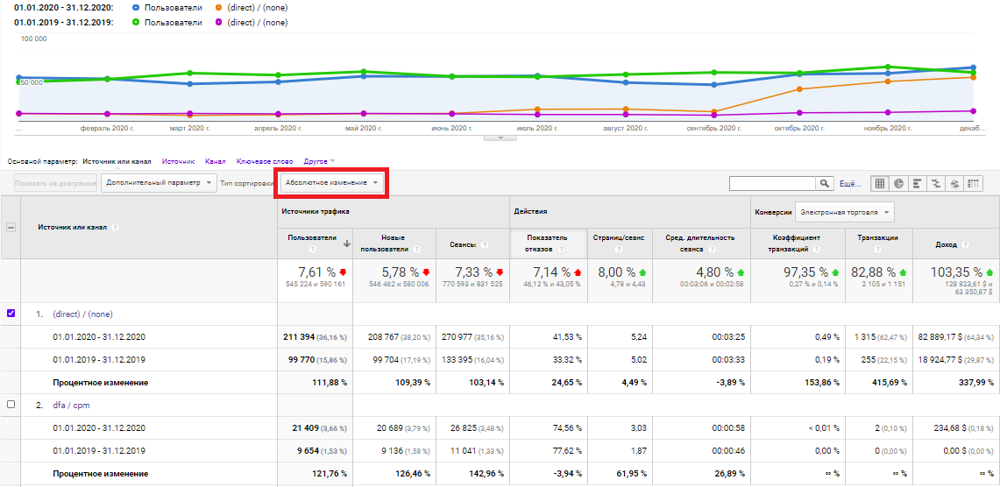 01.01.2020 - 31.12.2020: Пользователи (direct) / (none)
01.01.2019 - 31.12.2019: Пользователи (direct) / (none)
100 000
50 000
... февраль 2020 г. март 2020 г. апрель 2020 г. май 2020 г. июнь 2020 г. июль 2020 г. август 2020 г. сентябрь 2020 г. октябрь 2020 г. ноябрь 2020 г. декаб...
Основной параметр: Источник или канал Источник Канал Ключевое слово Другое
Показать на диаграмме Дополнительный параметр Тип сортировки: Абсолютное изменение Ещё...
Источник или канал ? Источники трафика Действия Конверсии Электронная торговля
Пользователи ? Новые пользователи ? Сеансы ? Показатель отказов ? Страниц/сеанс ? Сред. длительность сеанса ? Коэффициент транзакций ? Транзакции ? Доход ?
7,61 % 5,78 % 7,33 % 7,14 % 8,00 % 4,80 % 97,35 % 82,88 % 103,35 %
545 224 и 590 161 546 462 и 580 006 770 593 и 831 525 46,12 % и 43,05 % 4,78 и 4,43 00:03:06 и 00:02:58 0,27 % и 0,14 % 2 105 и 1 151 128 823,61 $ и 63 350,87 $
1. (direct) / (none)
01.01.2020 - 31.12.2020 211 394 (36,16 %) 208 767 (38,20 %) 270 977 (35,16 %) 41,53 % 5,24 00:03:25 0,49 % 1 315 (62,47 %) 82 889,17 $ (64,34 %)
01.01.2019 - 31.12.2019 99 770 (15,86 %) 99 704 (17,19 %) 133 395 (16,04 %) 33,32 % 5,02 00:03:33 0,19 % 255 (22,15 %) 18 924,77 $ (29,87 %)
Процентное изменение 111,88 % 109,39 % 103,14 % 24,65 % 4,49 % -3,89 % 153,86 % 415,69 % 337,99 %
2. dfa / cpm
01.01.2020 - 31.12.2020 21 409 (3,66 %) 20 689 (3,79 %) 26 825 (3,48 %) 74,56 % 3,03 00:00:58 < 0,01 % 2 (0,10 %) 234,68 $ (0,18 %)
01.01.2019 - 31.12.2019 9 654 (1,53 %) 9 136 (1,58 %) 11 041 (1,33 %) 77,62 % 1,87 00:00:46 0,00 % 0 (0,00 %) 0,00 $ (0,00 %)
Процентное изменение 121,76 % 126,46 % 142,96 % -3,94 % 61,95 % 26,89 % ∞ % ∞ % ∞ %